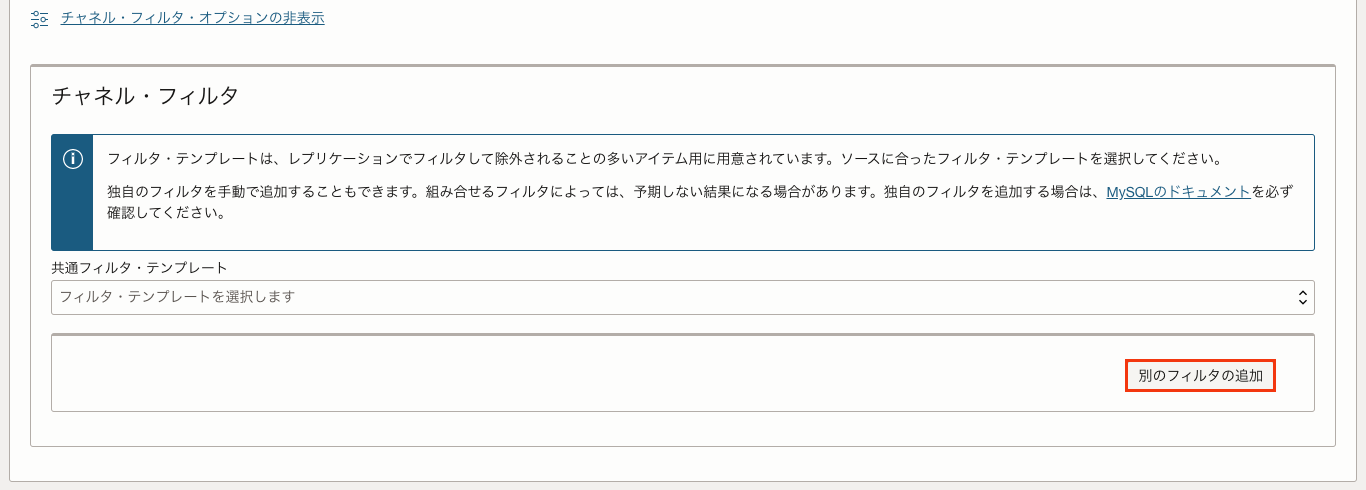 チャネル・フィルタ・オプションの非表示
チャネル・フィルタ
フィルタ・テンプレートは、レプリケーションでフィルタして除外されることの多いアイテム用に用意されています。ソースに合ったフィルタ・テンプレートを選択してください。
独自のフィルタを手動で追加することもできます。組み合せるフィルタによっては、予期しない結果になる場合があります。独自のフィルタを追加する場合は、MySQLのドキュメントを必ず
確認してください。
共通フィルタ・テンプレート
フィルタ・テンプレートを選択します
別のフィルタの追加